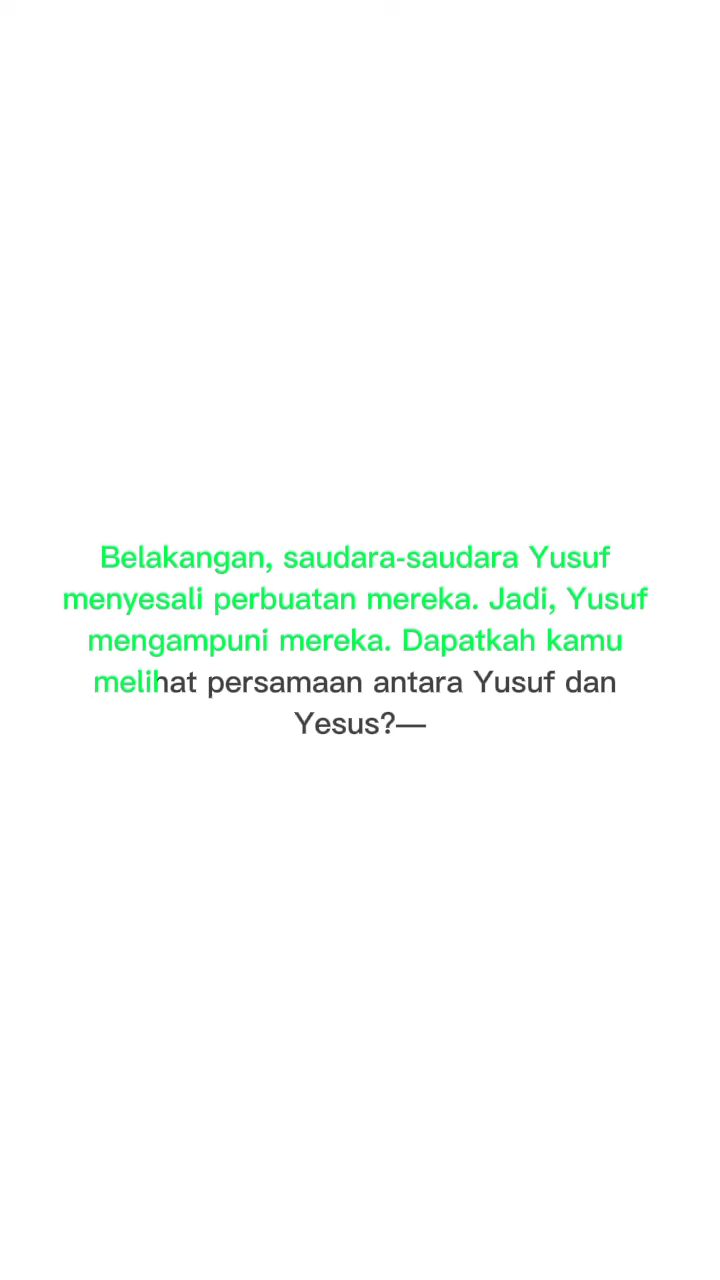 Belakangan, saudara-saudara Yusuf
menyesali perbuatan mereka. Jadi, Yusuf
mengampuni mereka. Dapatkah kamu
melihat persamaan antara Yusuf dan
Yesus?—